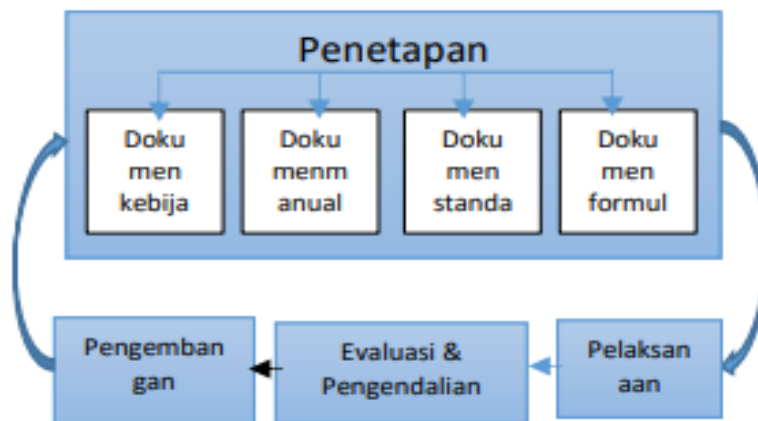 Penetapan
Doku
men
kebija
Doku
menm
anual
Doku
men
standa
Doku
men
formul
Pengemban
gan
Evaluasi &
Pengendalian
Pelaksan
aan